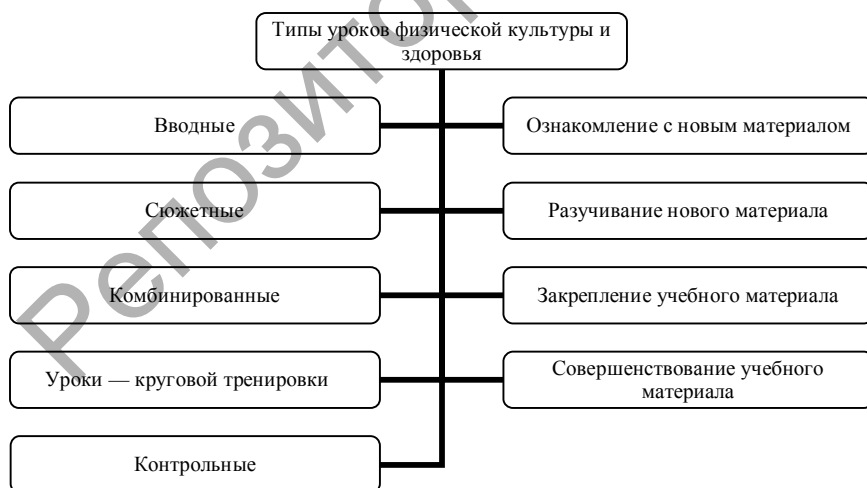 Типы уроков физической культуры и
здоровья
Вводные
Ознакомление с новым материалом
Сюжетные
Разучивание нового материала
Комбинированные
Закрепление учебного материала
Уроки — круговой тренировки
Совершенствование учебного
материала
Контрольные